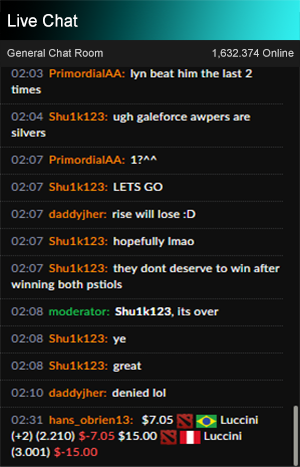 Live Chat
General Chat Room 1,632.374 Online
02:03 PrimordialAA: lyn beat him the last 2
times
02:04 Shu1k123: ugh galeforce awpers are
silvers
02:07 PrimordialAA: 1?^^
02:07 Shu1k123: LETS GO
02:07 daddyjher: rise will lose :D
02:07 Shu1k123: hopefully lmao
02:07 Shu1k123: they dont deserve to win after
winning both pstiols
02:08 moderator: Shu1k123, its over
02:08 Shu1k123: ye
02:08 Shu1k123: great
02:10 daddyjher: denied lol
02:31 hans_obrien13: $7.05 Luccini
(+2) (2.210) $-7.05 $15.00 Luccini
(3.001) $-15.00